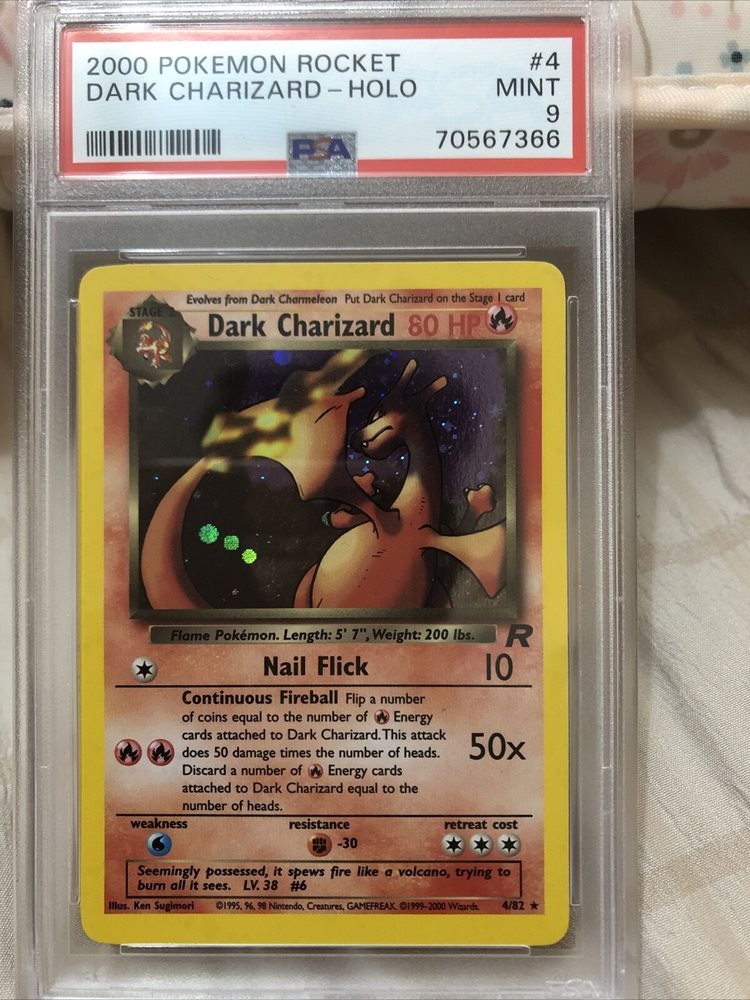 2000 POKEMON ROCKET #4
DARK CHARIZARD – HOLO MINT
9
PSA 70567366
Evolves from Dark Charmeleon Put Dark Charizard on the Stage 1 card
STAGE 2
Dark Charizard 80 HP
Flame Pokémon. Length: 5' 7", Weight: 200 lbs.
R
Nail Flick 10
Continuous Fireball Flip a number
of coins equal to the number of Energy
cards attached to Dark Charizard. This attack
does 50 damage times the number of heads.
50x
Discard a number of Energy cards
attached to Dark Charizard equal to the
number of heads.
weakness resistance retreat cost
-30
Seemingly possessed, it spews fire like a volcano, trying to
burn all it sees. LV. 38 #6
Illus. Ken Sugimori ©1995, 96, 98 Nintendo, Creatures, GAMEFREAK. ©1999-2000 Wizards. 4/82 ★